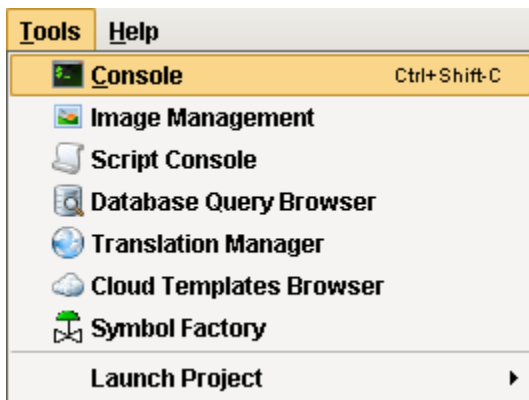 Tools Help
Console Ctrl+Shift-C
Image Management
Script Console
Database Query Browser
Translation Manager
Cloud Templates Browser
Symbol Factory
Launch Project